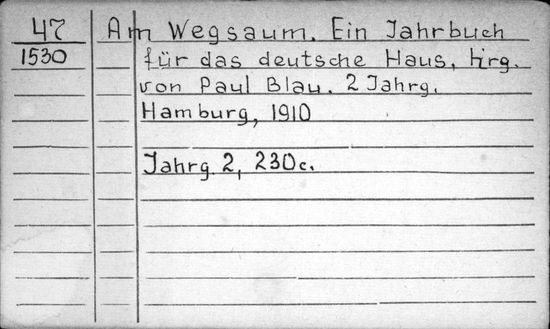 47
1530
Am Wegsaum. Ein Jahrbuch
für das deutsche Haus, Hrg.
von Paul Blau. 2 Jahrg.
Hamburg, 1910
Jahrg. 2, 230c.